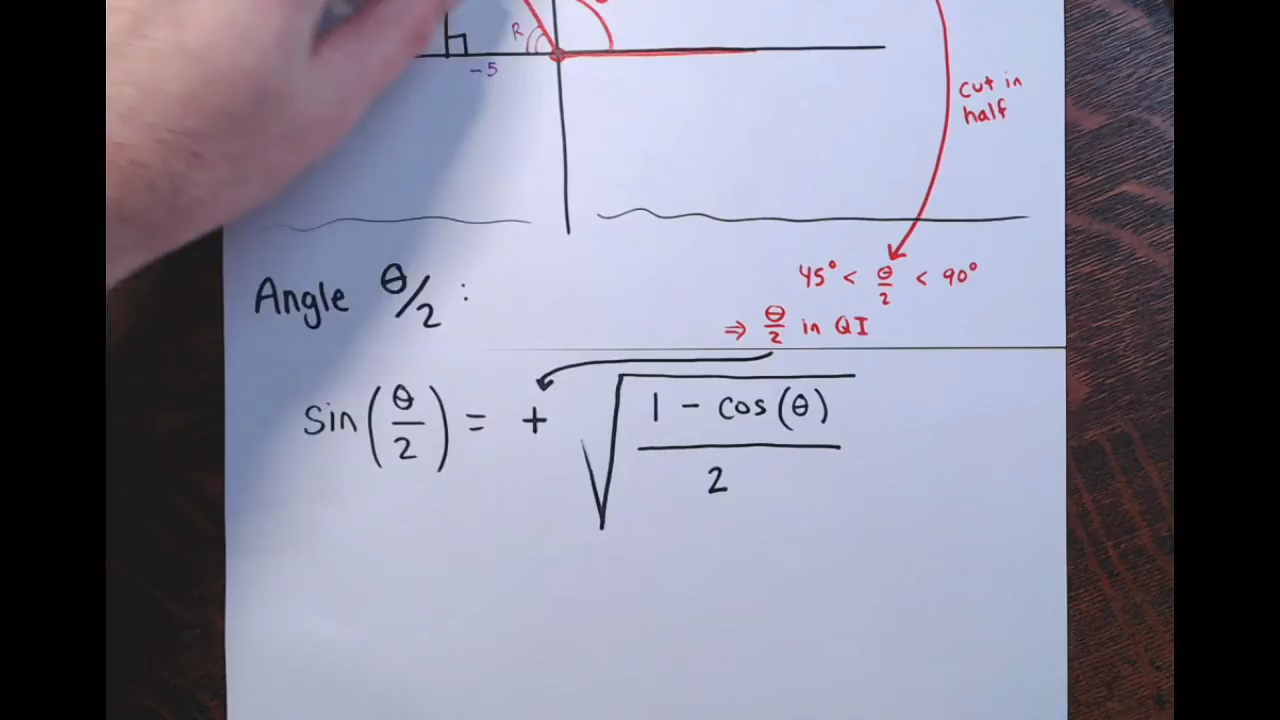 R
-5
cut in
half
Angle θ/2 :
45° < θ/2 < 90°
⇒ θ/2 in QI
Sin(θ/2) = + √((1 - cos(θ))/2)